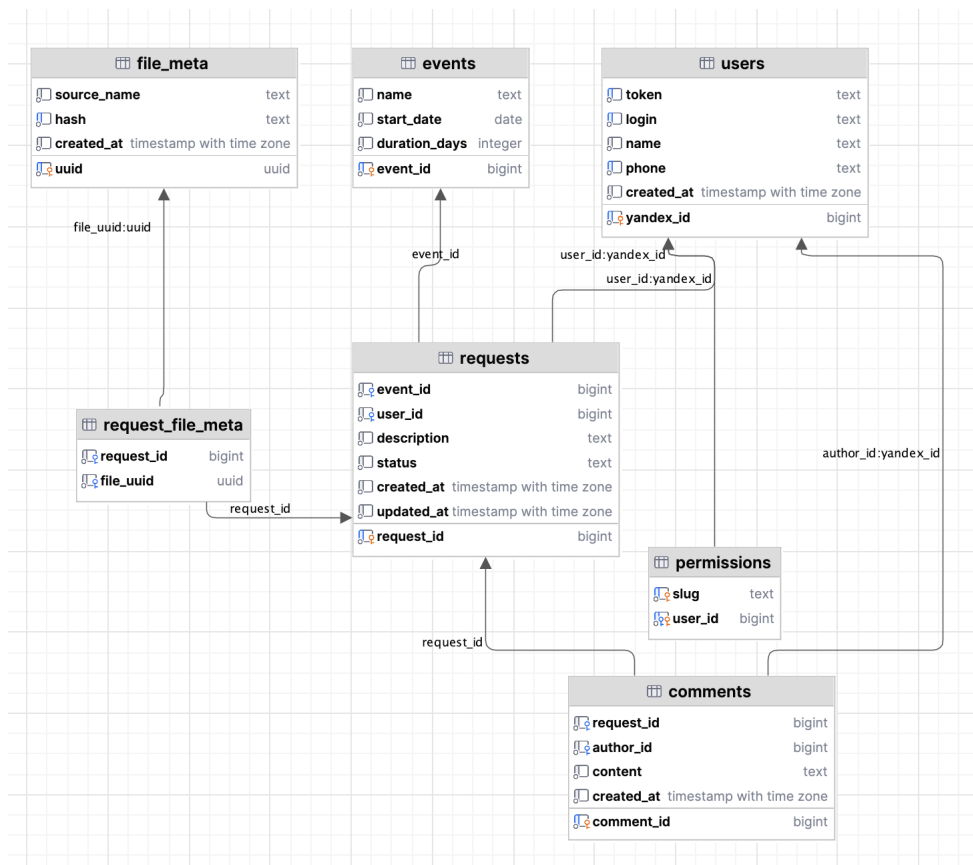 file_meta
source_name text
hash text
created_at timestamp with time zone
uuid uuid
events
name text
start_date date
duration_days integer
event_id bigint
users
token text
login text
name text
phone text
created_at timestamp with time zone
yandex_id bigint
file_uuid:uuid
event_id
user_id:yandex_id
user_id:yandex_id
requests
event_id bigint
user_id bigint
description text
status text
created_at timestamp with time zone
updated_at timestamp with time zone
request_id bigint
request_file_meta
request_id bigint
file_uuid uuid
request_id
author_id:yandex_id
permissions
slug text
user_id bigint
request_id
comments
request_id bigint
author_id bigint
content text
created_at timestamp with time zone
comment_id bigint